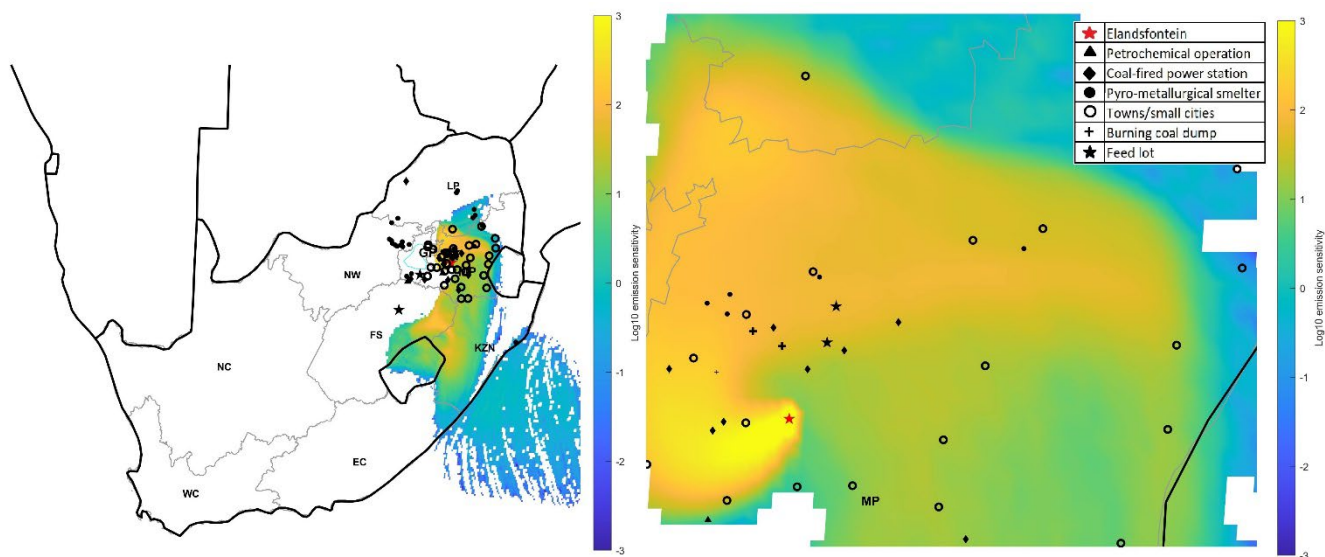 LP
GP
NW
MP
FS
KZN
NC
EC
WC
3
2
1
0
-1
-2
-3
Log10 emission sensitivity
Elandsfontein
Petrochemical operation
Coal-fired power station
Pyro-metallurgical smelter
Towns/small cities
Burning coal dump
Feed lot
MP
3
2
1
0
-1
-2
-3
Log10 emission sensitivity